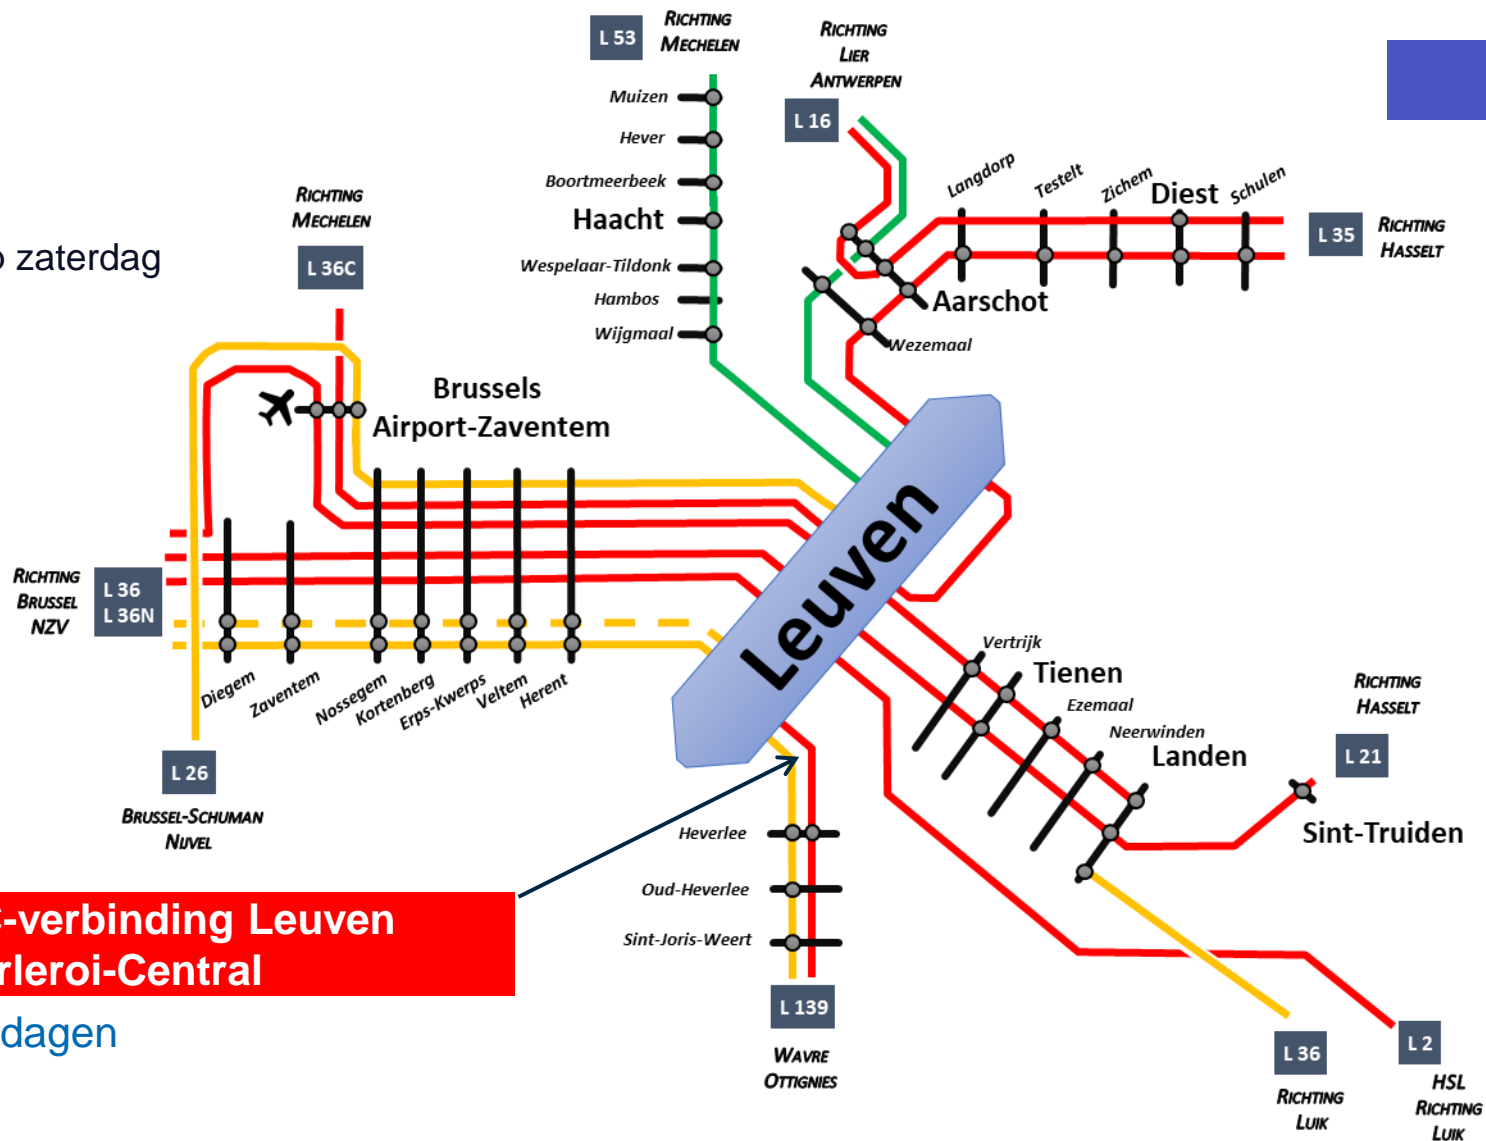 L 53
RICHTING
MECHELEN
RICHTING
LIER
ANTWERPEN
L 16
Muizen
Hever
Boortmeerbeek
Haacht
Wespelaar-Tildonk
Hambos
Wijgmaal
Langdorp
Testelt
Zichem
Diest
Schulen
L 35
RICHTING
HASSELT
Aarschot
Wezemaal
zaterdag
RICHTING
MECHELEN
L 36C
Brussels
Airport-Zaventem
RICHTING
BRUSSEL
NZV
L 36
L 36N
Diegem
Zaventem
Nossegem
Kortenberg
Erps-Kwerps
Veltem
Herent
Leuven
L 26
BRUSSEL-SCHUMAN
NIJVEL
Vertrijk
Tienen
Ezemaal
Neerwinden
Landen
RICHTING
HASSELT
L 21
Sint-Truiden
Heverlee
Oud-Heverlee
Sint-Joris-Weert
-verbinding Leuven
rleroi-Central
dagen
L 139
WAVRE
OTTIGNIES
L 36
RICHTING
LUIK
L 2
HSL
RICHTING
LUIK